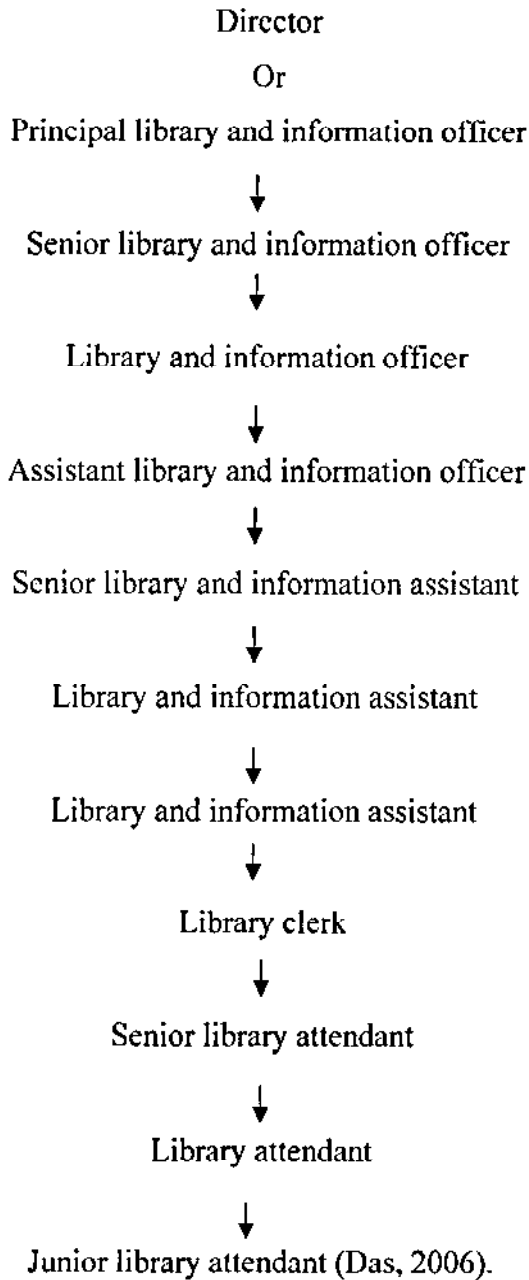 Director
Or
Principal library and information officer
↓
Senior library and information officer
↓
Library and information officer
↓
Assistant library and information officer
↓
Senior library and information assistant
↓
Library and information assistant
↓
Library and information assistant
↓
Library clerk
↓
Senior library attendant
↓
Library attendant
↓
Junior library attendant (Das, 2006).